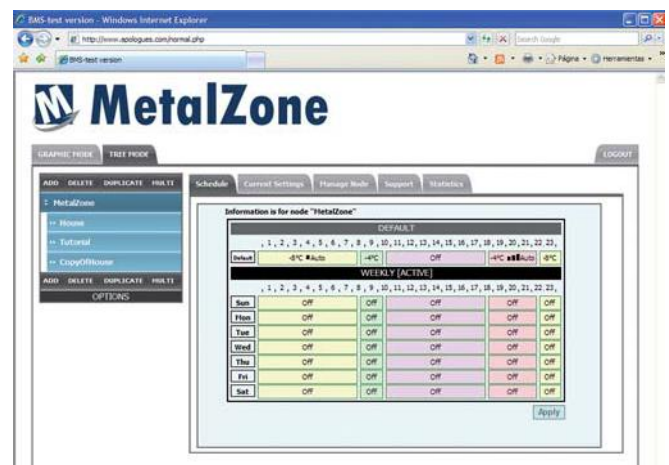 BMS-test version - Windows Internet Explorer
http://www.apologues.com/normal.php
Search Google
BMS-test version
Página
Herramientas
MetalZone
GRAPHIC MODE TREE MODE LOGOUT
ADD DELETE DUPLICATE MULTI
MetalZone
House
Tutorial
CopyOfHouse
ADD DELETE DUPLICATE MULTI
OPTIONS
Schedule Current Settings Manage Node Support Statistics
Information is for node "MetalZone"
DEFAULT
, 1, 2, 3, 4, 5, 6, 7, 8, 9, 10, 11, 12, 13, 14, 15, 16, 17, 18, 19, 20, 21, 22, 23,
Default -8°C Auto -4°C Off -4°C Auto -8°C
WEEKLY [ACTIVE]
, 1, 2, 3, 4, 5, 6, 7, 8, 9, 10, 11, 12, 13, 14, 15, 16, 17, 18, 19, 20, 21, 22, 23,
Sun Off Off Off Off Off
Mon Off Off Off Off Off
Tue Off Off Off Off Off
Wed Off Off Off Off Off
Thu Off Off Off Off Off
Fri Off Off Off Off Off
Sat Off Off Off Off Off
Apply